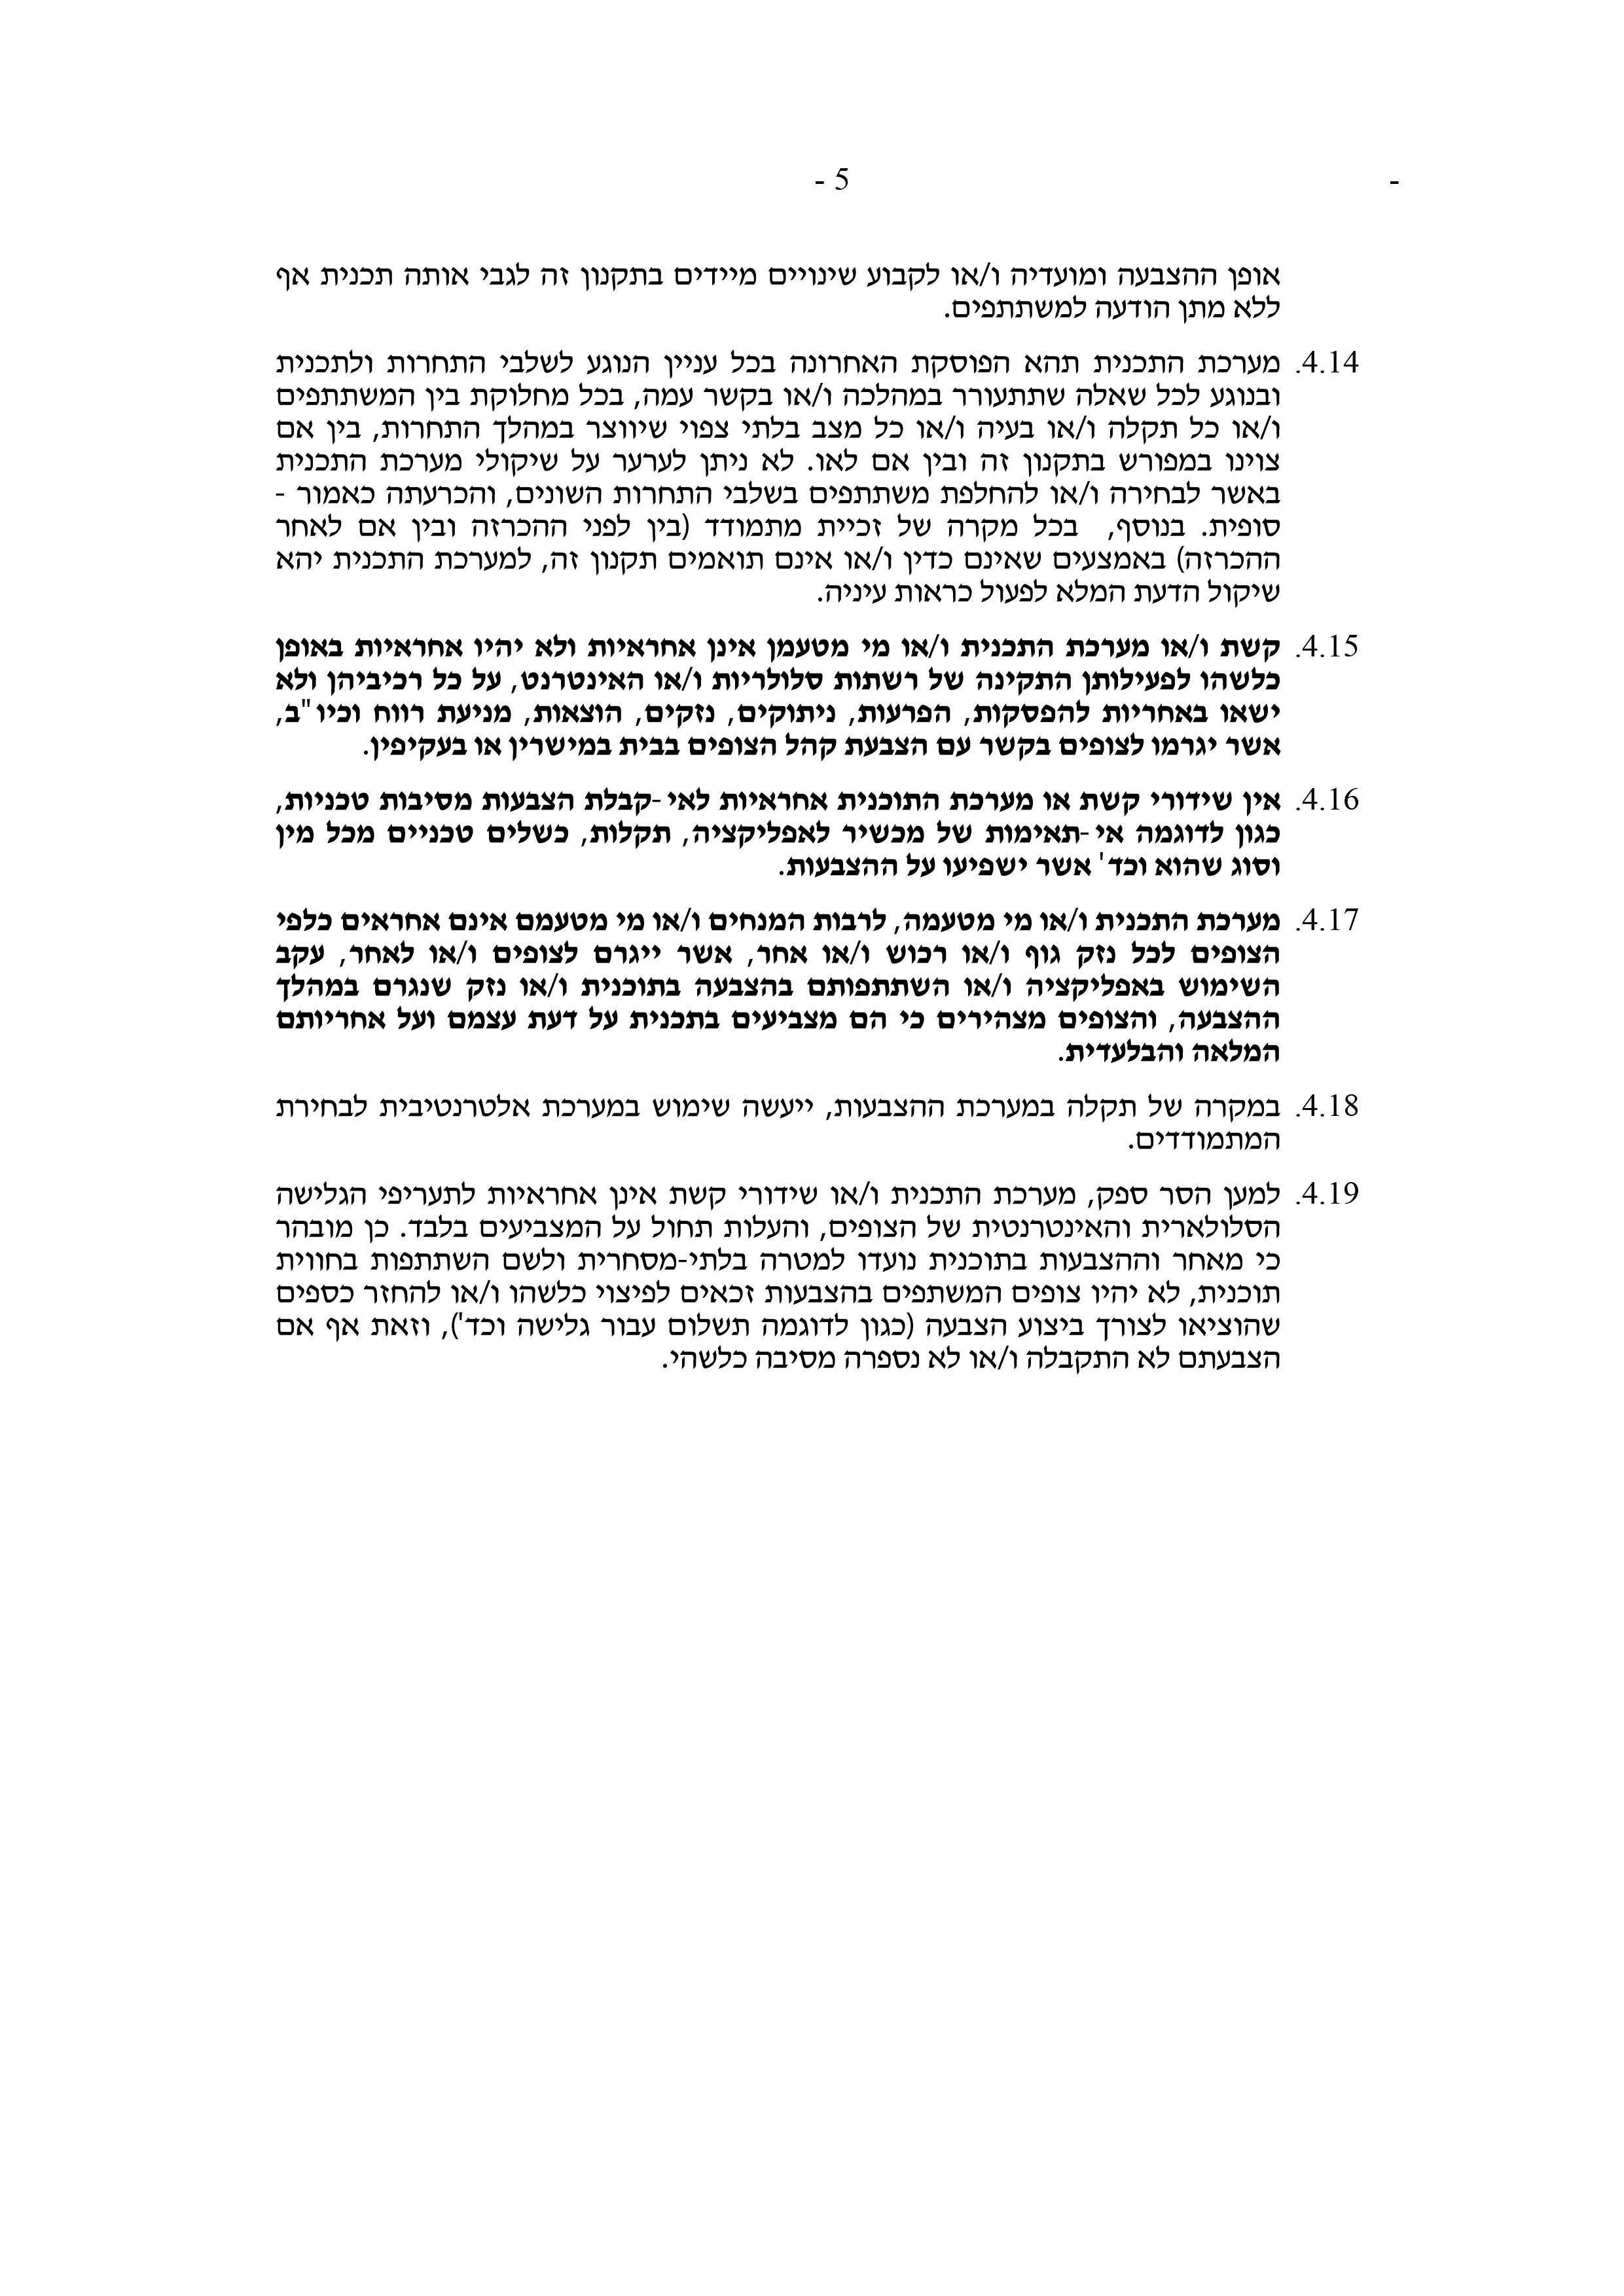 - 5 -
אופן ההצבעה ומועדיה ו/או לקבוע שינויים מיידים בתקנון זה לגבי אותה תכנית אף
ללא מתן הודעה למשתתפים.
4.14. מערכת התכנית תהא הפוסקת האחרונה בכל עניין הנוגע לשלבי התחרות ולתכנית
ובנוגע לכל שאלה שתתעורר במהלכה ו/או בקשר עמה, בכל מחלוקת בין המשתתפים
ו/או כל תקלה ו/או בעיה ו/או כל מצב בלתי צפוי שיווצר במהלך התחרות, בין אם
צוינו במפורש בתקנון זה ובין אם לאו. לא ניתן לערער על שיקולי מערכת התכנית
באשר לבחירה ו/או להחלפת משתתפים בשלבי התחרות השונים, והכרעתה כאמור -
סופית. בנוסף, בכל מקרה של זכיית מתמודד (בין לפני ההכרזה ובין אם לאחר
ההכרזה) באמצעים שאינם כדין ו/או אינם תואמים תקנון זה, למערכת התכנית יהא
שיקול הדעת המלא לפעול כראות עיניה.
4.15. קשת ו/או מערכת התכנית ו/או מי מטעמן אינן אחראיות ולא יהיו אחראיות באופן
כלשהו לפעילותן התקינה של רשתות סלולריות ו/או האינטרנט, על כל רכיביהן ולא
ישאו באחריות להפסקות, הפרעות, ניתוקים, נזקים, הוצאות, מניעת רווח וכיו"ב,
אשר יגרמו לצופים בקשר עם הצבעת קהל הצופים בבית במישרין או בעקיפין.
4.16. אין שידורי קשת או מערכת התוכנית אחראיות לאי-קבלת הצבעות מסיבות טכניות,
כגון לדוגמה אי-תאימות של מכשיר לאפליקציה, תקלות, כשלים טכניים מכל מין
וסוג שהוא וכד' אשר ישפיעו על ההצבעות.
4.17. מערכת התכנית ו/או מי מטעמה, לרבות המנחים ו/או מי מטעמם אינם אחראים כלפי
הצופים לכל נזק גוף ו/או רכוש ו/או אחר, אשר ייגרם לצופים ו/או לאחר, עקב
השימוש באפליקציה ו/או השתתפותם בהצבעה בתוכנית ו/או נזק שנגרם במהלך
ההצבעה, והצופים מצהירים כי הם מצביעים בתכנית על דעת עצמם ועל אחריותם
המלאה והבלעדית.
4.18. במקרה של תקלה במערכת ההצבעות, ייעשה שימוש במערכת אלטרנטיבית לבחירת
המתמודדים.
4.19. למען הסר ספק, מערכת התכנית ו/או שידורי קשת אינן אחראיות לתעריפי הגלישה
הסלולארית והאינטרנטית של הצופים, והעלות תחול על המצביעים בלבד. כן מובהר
כי מאחר וההצבעות בתוכנית נועדו למטרה בלתי-מסחרית ולשם השתתפות בחווית
תוכנית, לא יהיו צופים המשתפים בהצבעות זכאים לפיצוי כלשהו ו/או להחזר כספים
שהוציאו לצורך ביצוע הצבעה (כגון לדוגמה תשלום עבור גלישה וכד'), וזאת אף אם
הצבעתם לא התקבלה ו/או לא נספרה מסיבה כלשהי.